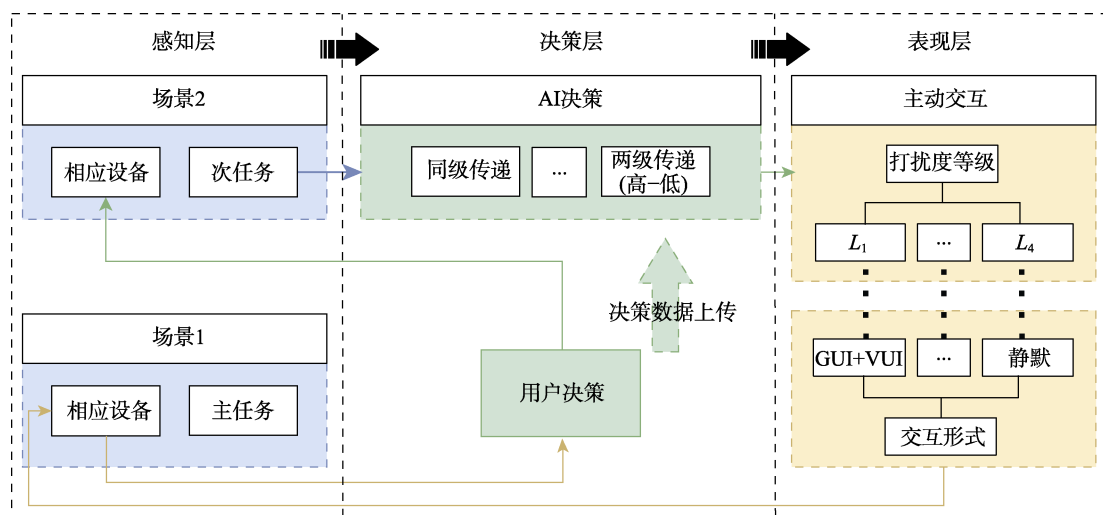 感知层
决策层
表现层
场景2
AI决策
主动交互
相应设备
次任务
同级传递
···
两级传递
(高−低)
打扰度等级
L₁
···
L₄
决策数据上传
场景1
用户决策
GUI+VUI
···
静默
相应设备
主任务
交互形式